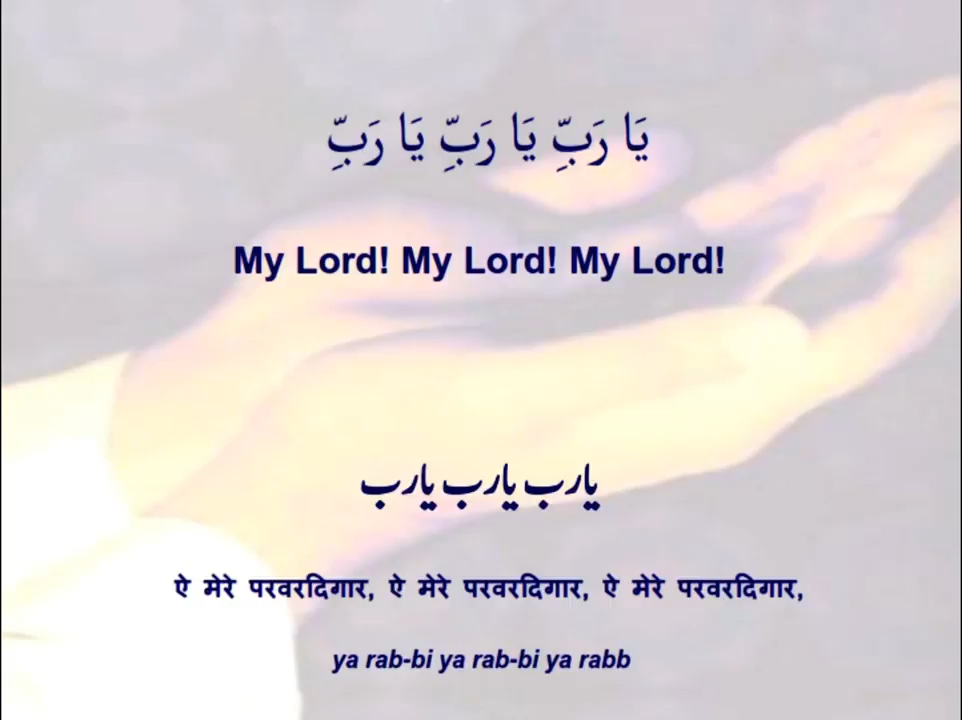 يَا رَبِّ يَا رَبِّ يَا رَبِّ
My Lord! My Lord! My Lord!
یارب یارب یارب
ऐ मेरे परवरदिगार, ऐ मेरे परवरदिगार, ऐ मेरे परवरदिगार,
ya rab-bi ya rab-bi ya rabb